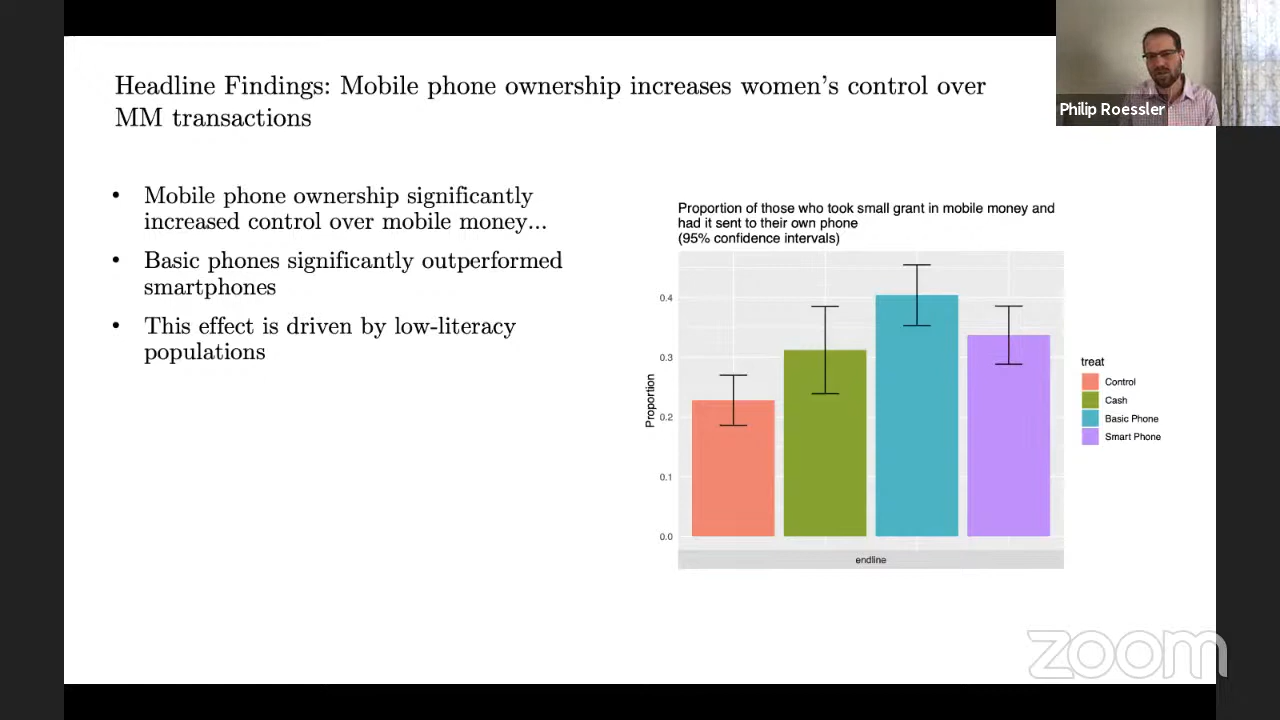 Headline Findings: Mobile phone ownership increases women's control over
MM transactions
Philip Roessler
• Mobile phone ownership significantly
increased control over mobile money...
• Basic phones significantly outperformed
smartphones
• This effect is driven by low-literacy
populations
Proportion of those who took small grant in mobile money and
had it sent to their own phone
(95% confidence intervals)
Proportion
0.4
0.3
0.2
0.1
0.0
endline
treat
Control
Cash
Basic Phone
Smart Phone
zoom